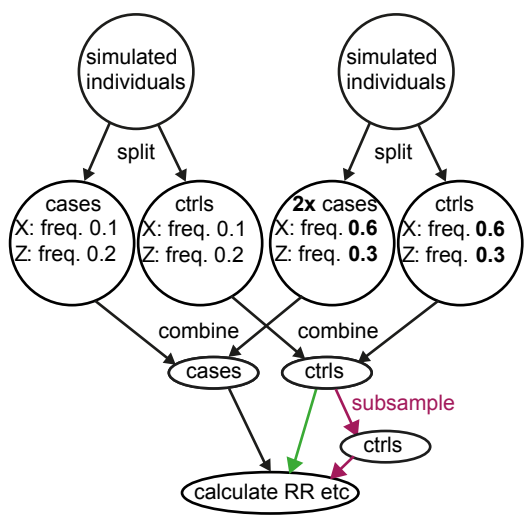 simulated
individuals
simulated
individuals
split
split
cases
X: freq. 0.1
Z: freq. 0.2
ctrls
X: freq. 0.1
Z: freq. 0.2
2x cases
X: freq. 0.6
Z: freq. 0.3
ctrls
X: freq. 0.6
Z: freq. 0.3
combine
combine
cases
ctrls
subsample
ctrls
calculate RR etc